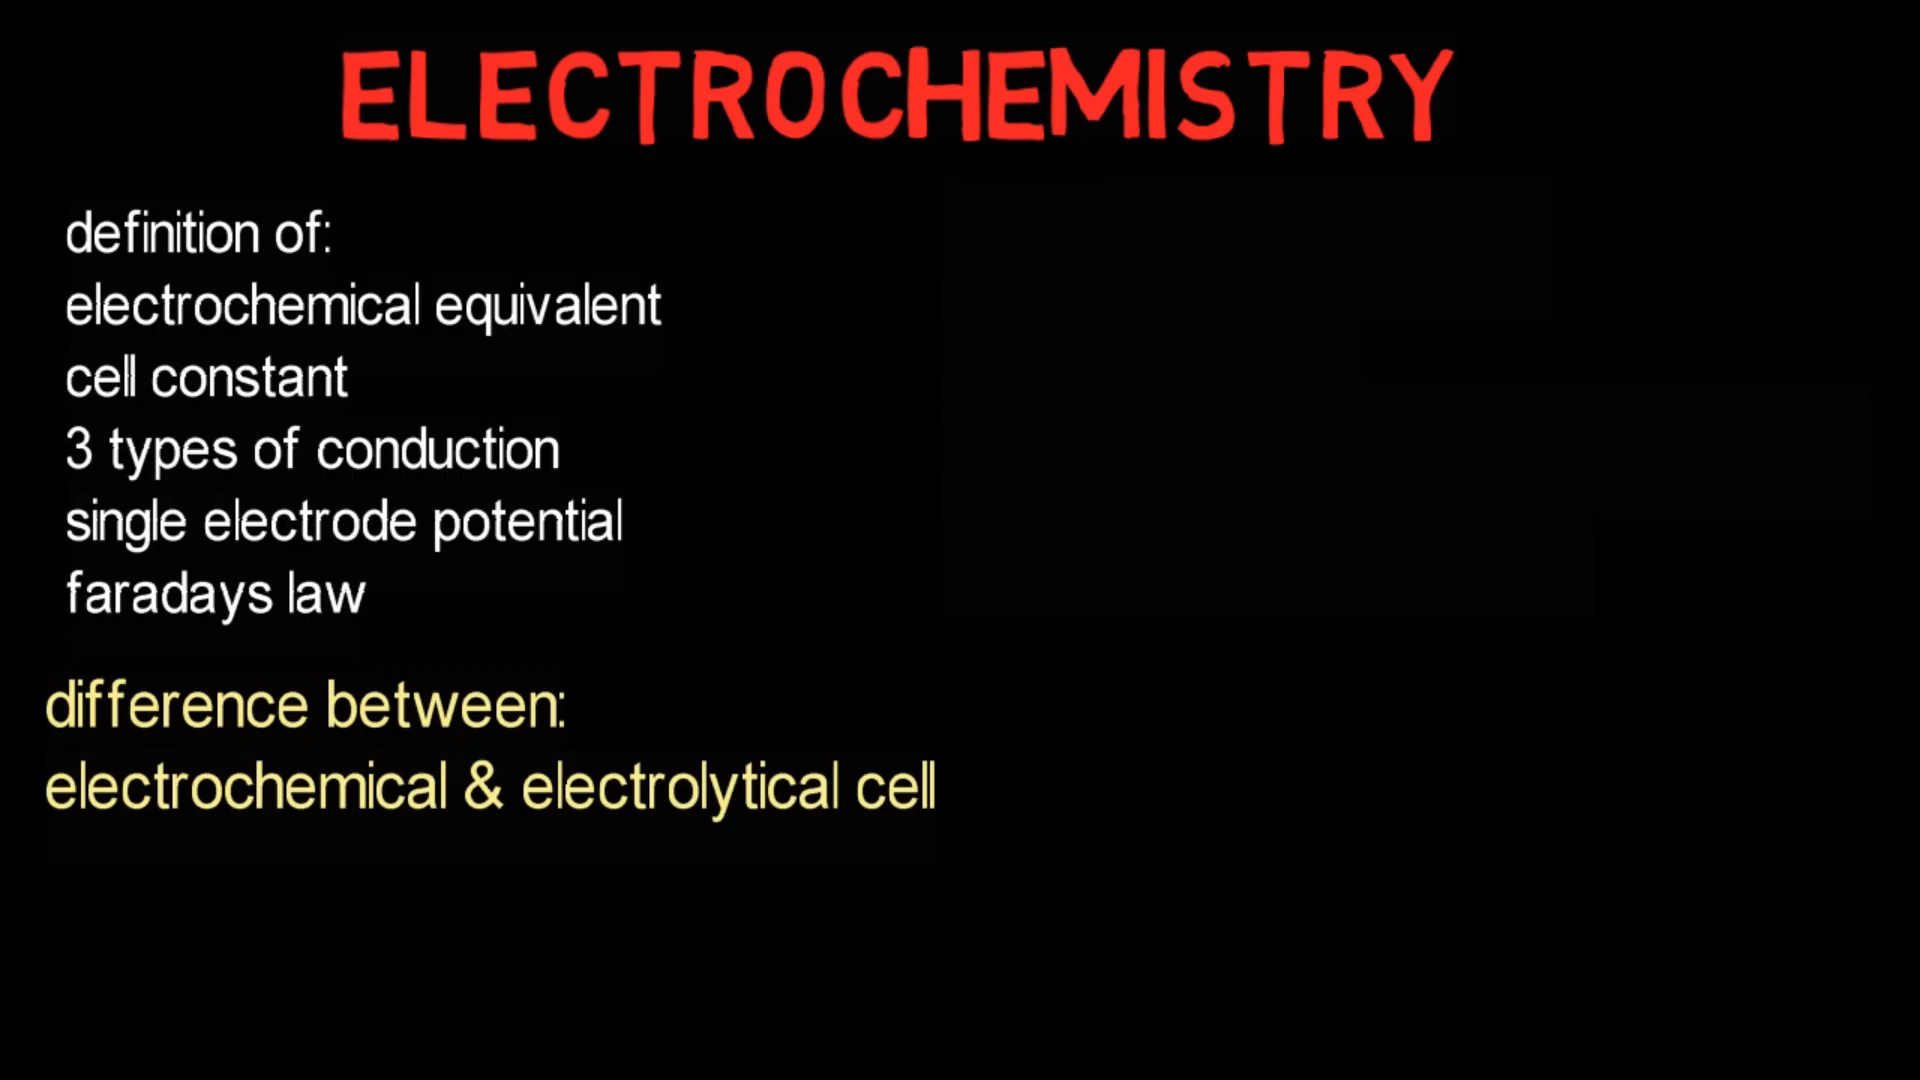 ELECTROCHEMISTRY
definition of:
electrochemical equivalent
cell constant
3 types of conduction
single electrode potential
faradays law
difference between:
electrochemical & electrolytical cell